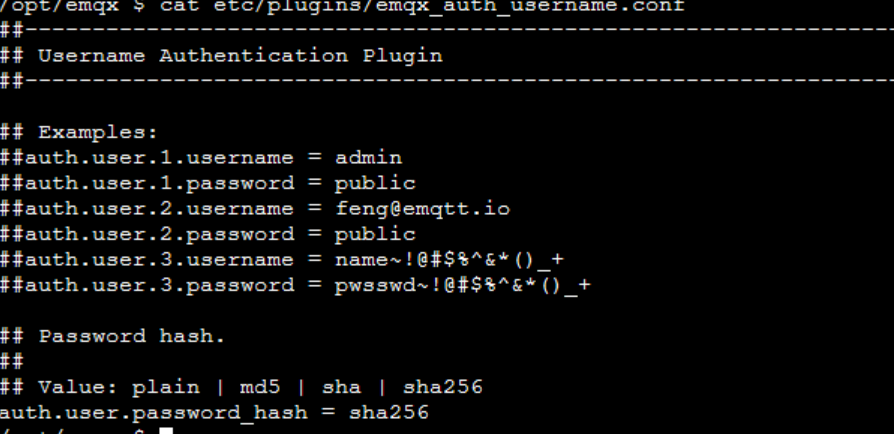 /opt/emqx $ cat etc/plugins/emqx_auth_username.conf
##--------------------------------------------------------------------
## Username Authentication Plugin
##--------------------------------------------------------------------

## Examples:
##auth.user.1.username = admin
##auth.user.1.password = public
##auth.user.2.username = feng@emqtt.io
##auth.user.2.password = public
##auth.user.3.username = name~!@#$%^&*()_+
##auth.user.3.password = pwsswd~!@#$%^&*()_+

## Password hash.
##
## Value: plain | md5 | sha | sha256
auth.user.password_hash = sha256